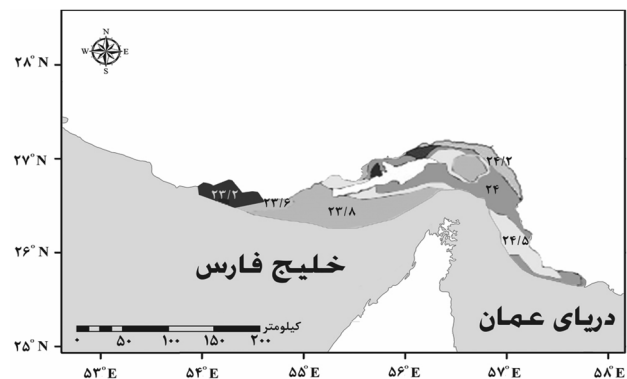 N
W E
S
۲۸° N
۲۷° N
۲۶° N
۲۵° N
۲۳/۲
۲۳/۶
۲۳/۸
۲۴/۲
۲۴
۲۴/۵
خلیج فارس
دریای عمان
کیلومتر
۰ ۵۰ ۱۰۰ ۱۵۰ ۲۰۰
۵۳° E ۵۴° E ۵۵° E ۵۶° E ۵۷° E ۵۸° E